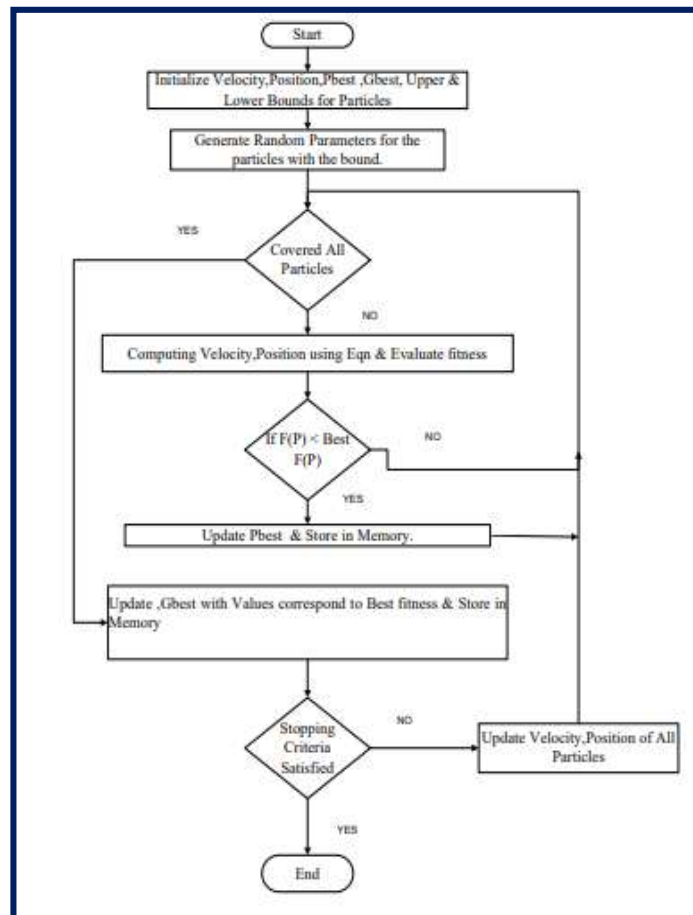 Start
Initialize Velocity,Position,Pbest ,Gbest, Upper &
Lower Bounds for Particles
Generate Random Parameters for the
particles with the bound.
YES
Covered All
Particles
NO
Computing Velocity,Position using Eqn & Evaluate fitness
If F(P) < Best
F(P)
NO
YES
Update Pbest & Store in Memory.
Update ,Gbest with Values correspond to Best fitness & Store in
Memory
Stopping
Criteria
Satisfied
NO
Update Velocity,Position of All
Particles
YES
End